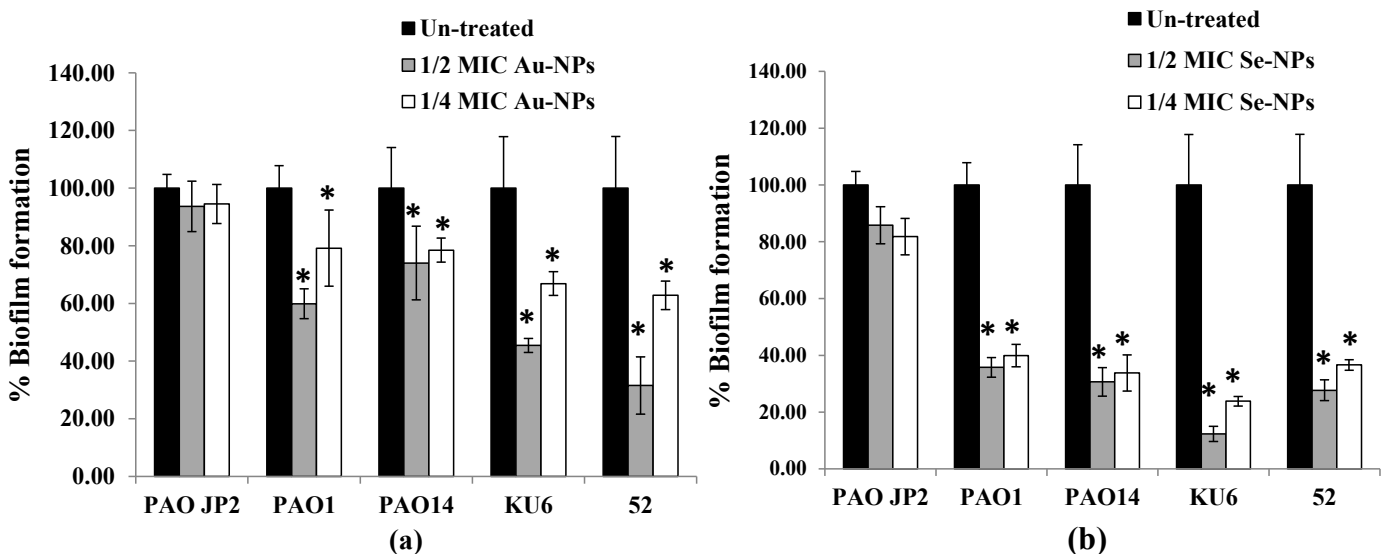 Un-treated
1/2 MIC Au-NPs
1/4 MIC Au-NPs
% Biofilm formation
140.00
120.00
100.00
80.00
60.00
40.00
20.00
0.00
*
*
*
*
*
*
*
*
PAO JP2 PAO1 PAO14 KU6 52
(a)
Un-treated
1/2 MIC Se-NPs
1/4 MIC Se-NPs
% Biofilm formation
140.00
120.00
100.00
80.00
60.00
40.00
20.00
0.00
*
*
*
*
*
*
*
*
PAO JP2 PAO1 PAO14 KU6 52
(b)